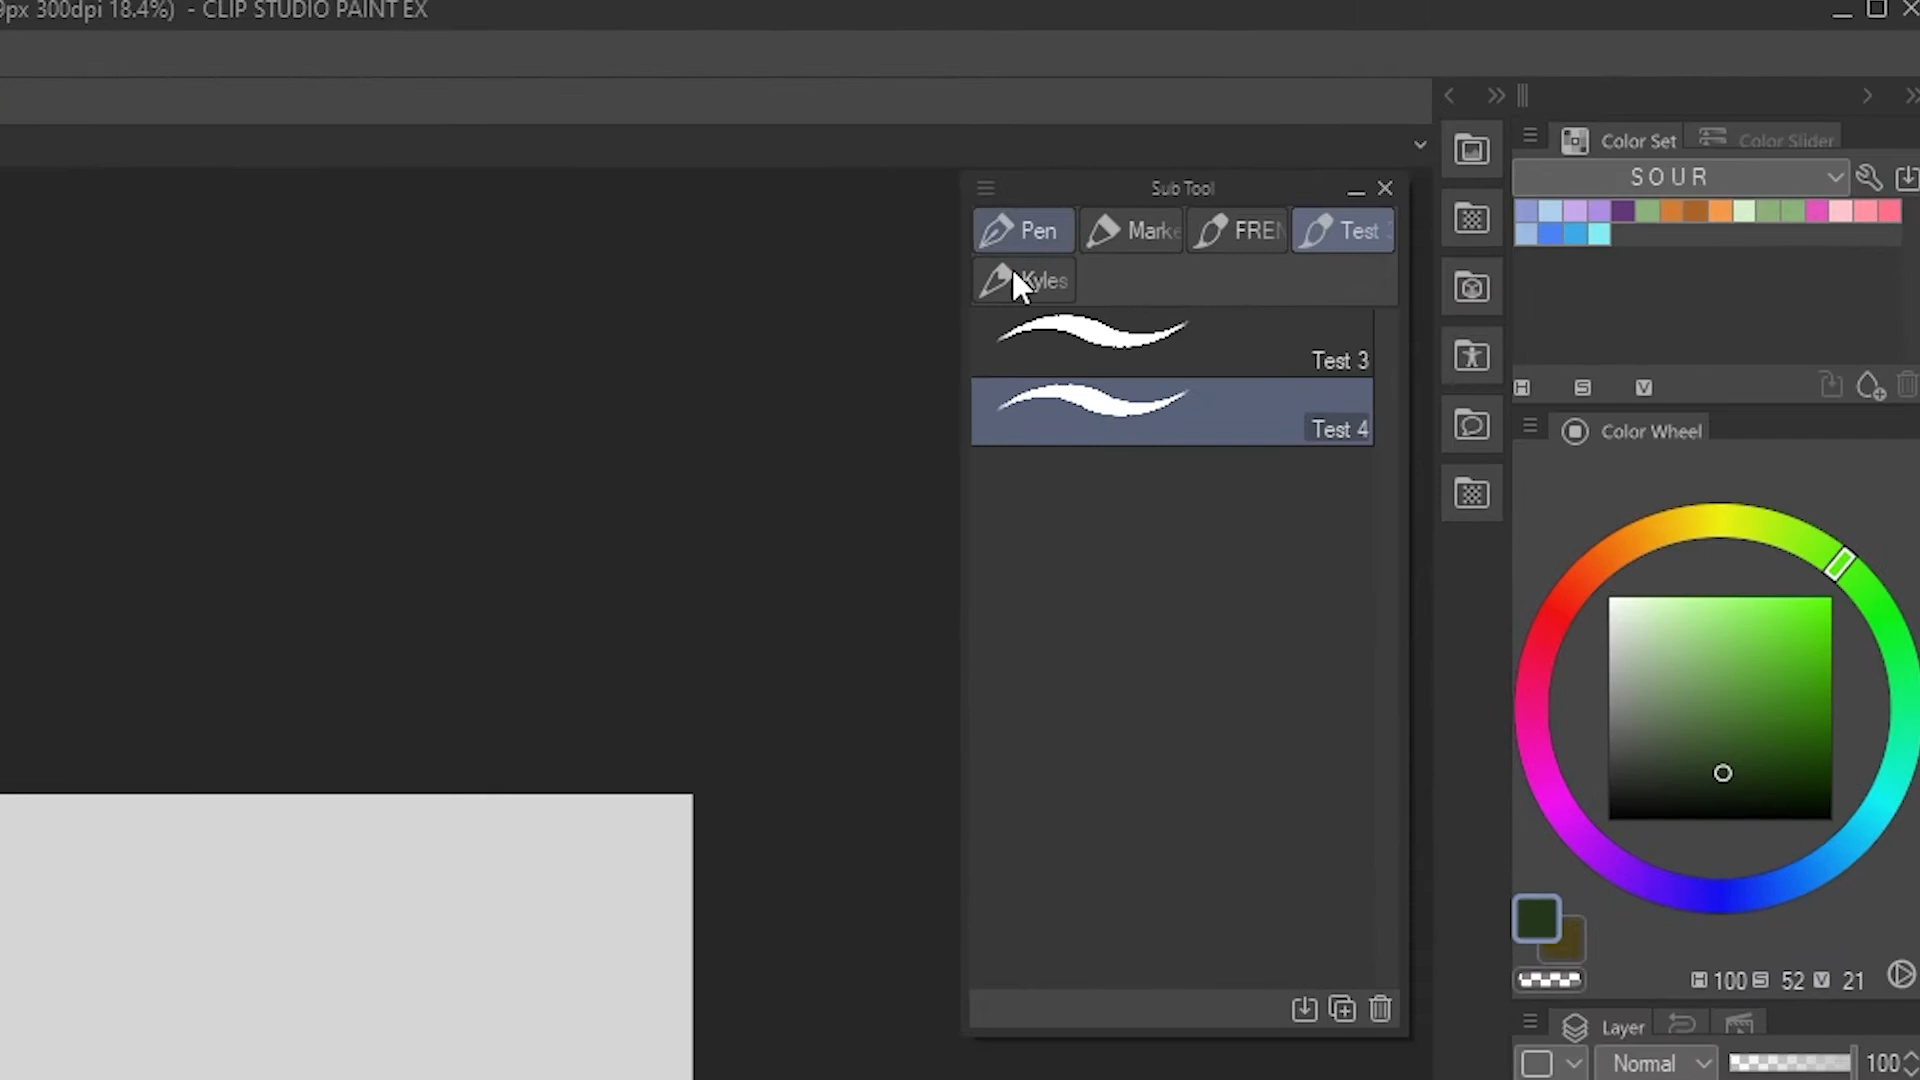 9px 300dpi 18.4%) - CLIP STUDIO PAINT EX
Color Set
Color Slider
SOUR
Sub Tool
Pen
Marke
FREN
Test
Kyles
Test 3
Test 4
H S V
Color Wheel
H 100 S 52 V 21
Layer
Normal
100